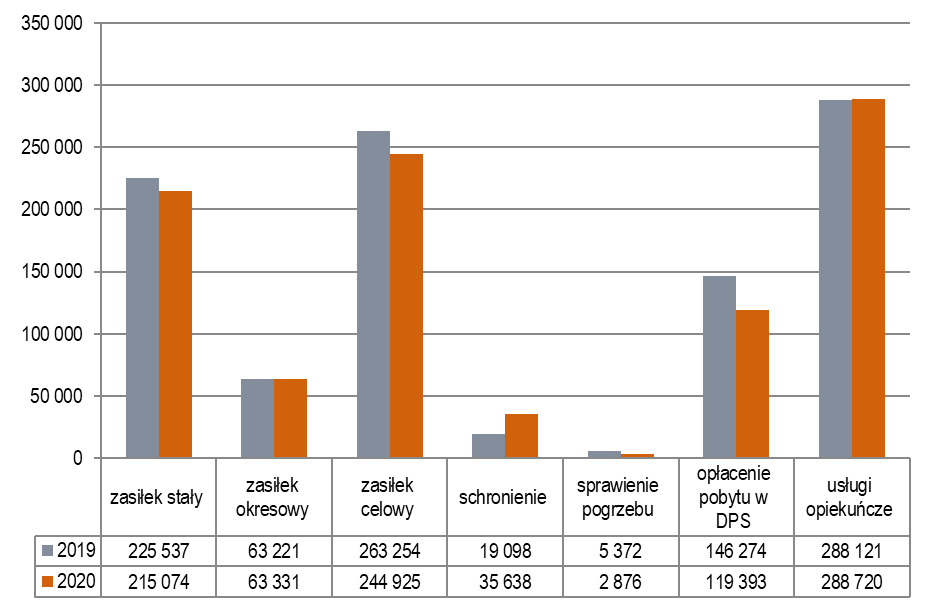 350 000
300 000
250 000
200 000
150 000
100 000
50 000
0
zasiłek stały
zasiłek
okresowy
zasiłek
celowy
schronienie
sprawienie
pogrzebu
opłacenie
pobytu w
DPS
usługi
opiekuńcze
2019 225 537 63 221 263 254 19 098 5 372 146 274 288 121
2020 215 074 63 331 244 925 35 638 2 876 119 393 288 720